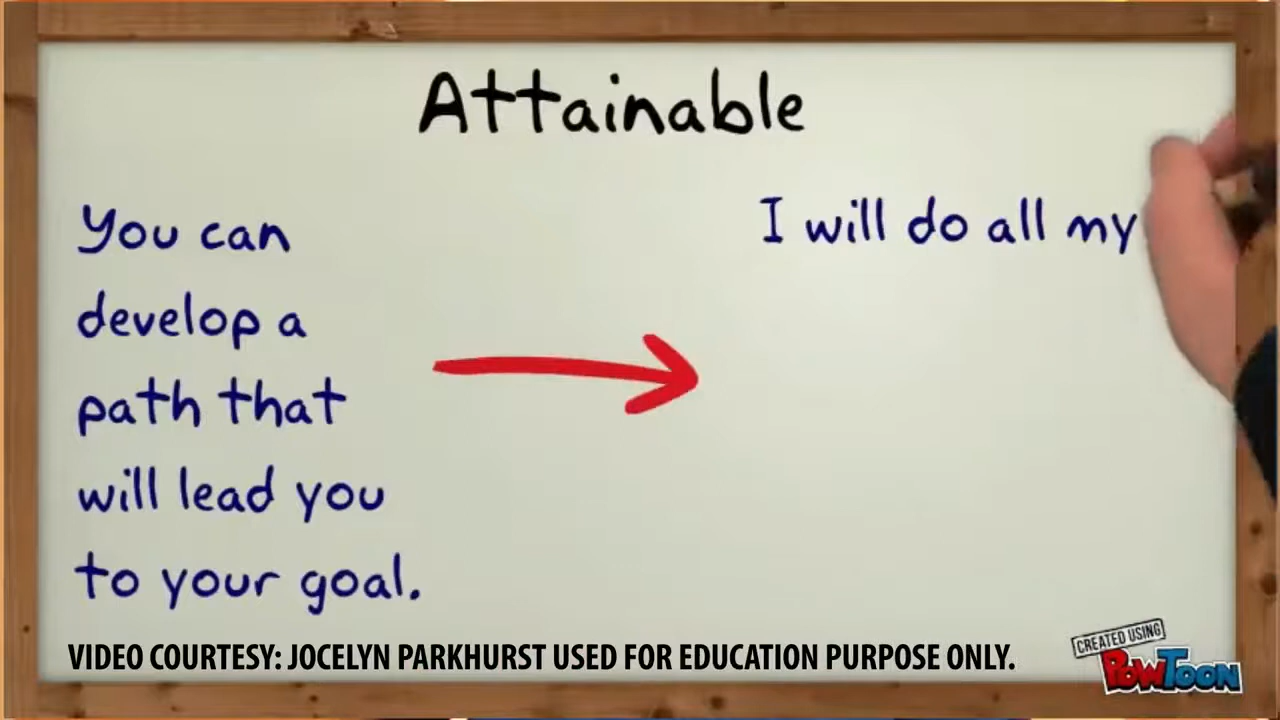 Attainable
You can
develop a
path that
will lead you
to your goal.
I will do all my
VIDEO COURTESY: JOCELYN PARKHURST USED FOR EDUCATION PURPOSE ONLY.
CREATED USING
POWTOON